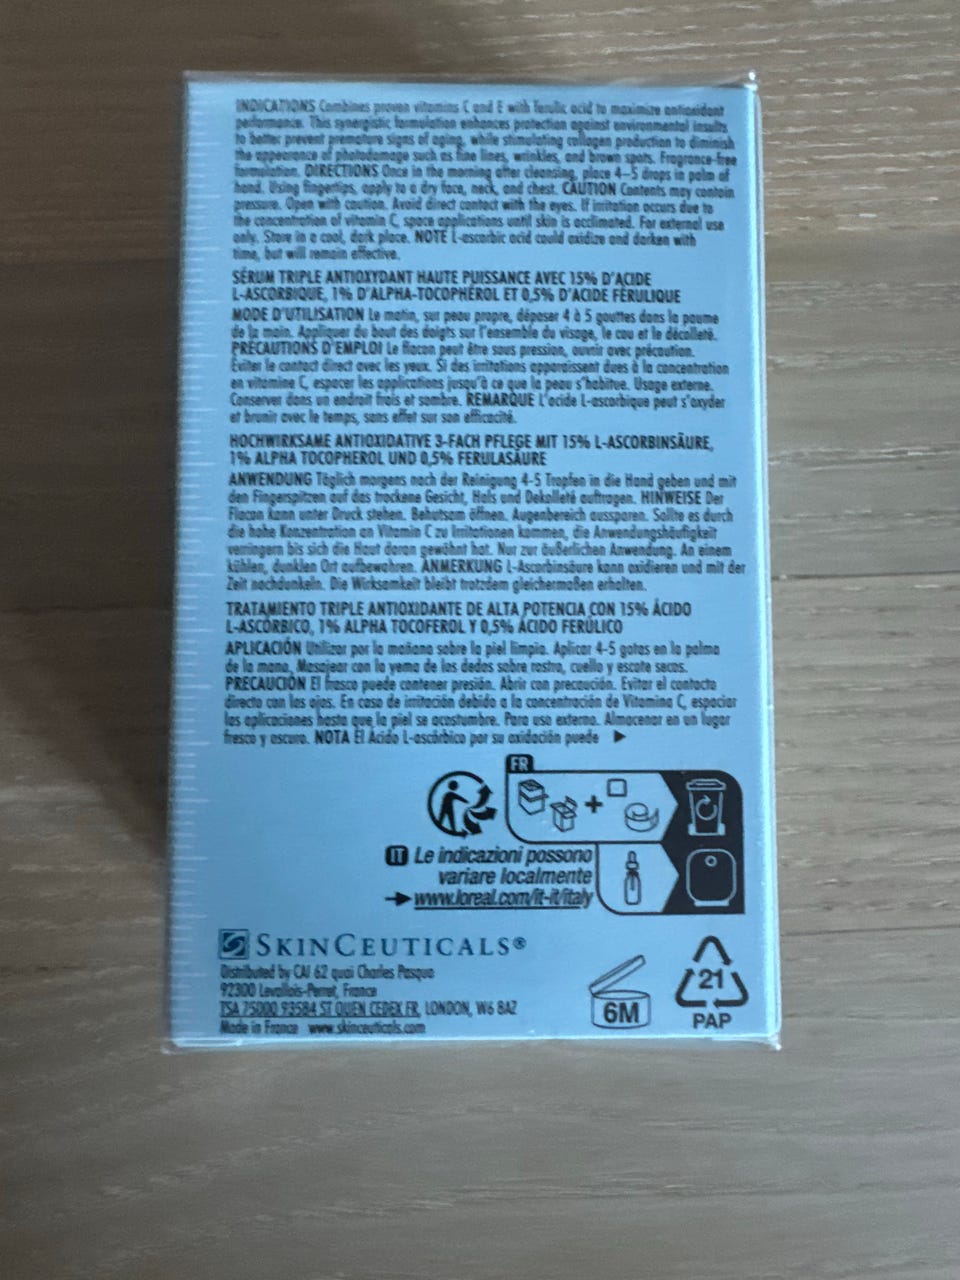 INDICATIONS Combines proven vitamins C and E with ferulic acid to maximize antioxidant
performance. This synergistic formulation enhances protection against environmental insults
to better prevent premature signs of aging, while stimulating collagen production to diminish
the appearance of photodamage such as fine lines, wrinkles, and brown spots. Fragrance-free
formulation. DIRECTIONS Once in the morning after cleansing, place 4–5 drops in palm of
hand. Using fingertips, apply to a dry face, neck, and chest. CAUTION Contents may contain
pressure. Open with caution. Avoid direct contact with the eyes. If irritation occurs due to
the concentration of vitamin C, space applications until skin is acclimated. For external use
only. Store in a cool, dark place. NOTE L-ascorbic acid could oxidize and darken with
time, but will remain effective.
SÉRUM TRIPLE ANTIOXYDANT HAUTE PUISSANCE AVEC 15% D'ACIDE
L-ASCORBIQUE, 1% D'ALPHA-TOCOPHÉROL ET 0,5% D'ACIDE FÉRULIQUE
MODE D'UTILISATION Le matin, sur peau propre, déposer 4 à 5 gouttes dans la paume
de la main. Appliquer du bout des doigts sur l'ensemble du visage, le cou et le décolleté.
PRÉCAUTIONS D'EMPLOI Le flacon peut être sous pression, ouvrir avec précaution.
Éviter le contact direct avec les yeux. Si des irritations apparaissent dues à la concentration
en vitamine C, espacer les applications jusqu'à ce que la peau s'habitue. Usage externe.
Conserver dans un endroit frais et sombre. REMARQUE L'acide L-ascorbique peut s'oxyder
et brunir avec le temps, sans effet sur son efficacité.
HOCHWIRKSAME ANTIOXIDATIVE 3-FACH PFLEGE MIT 15% L-ASCORBINSÄURE,
1% ALPHA TOCOPHEROL UND 0,5% FERULASÄURE
ANWENDUNG Täglich morgens nach der Reinigung 4-5 Tropfen in die Hand geben und mit
den Fingerspitzen auf das trockene Gesicht, Hals und Dekolleté auftragen. HINWEISE Der
Flacon kann unter Druck stehen. Behutsam öffnen. Augenbereich aussparen. Sollte es durch
die hohe Konzentration an Vitamin C zu Irritationen kommen, die Anwendungshäufigkeit
verringern bis sich die Haut daran gewöhnt hat. Nur zur äußerlichen Anwendung. An einem
kühlen, dunklen Ort aufbewahren. ANMERKUNG L-Ascorbinsäure kann oxidieren und mit der
Zeit nachdunkeln. Die Wirksamkeit bleibt trotzdem gleichermaßen erhalten.
TRATAMIENTO TRIPLE ANTIOXIDANTE DE ALTA POTENCIA CON 15% ÁCIDO
L-ASCÓRBICO, 1% ALPHA TOCOFEROL Y 0,5% ÁCIDO FERÚLICO
APLICACIÓN Utilizar por la mañana sobre la piel limpia. Aplicar 4-5 gotas en la palma
de la mano, Masajear con la yema de los dedos sobre rostro, cuello y escote secos.
PRECAUCIÓN El frasco puede contener presión. Abrir con precaución. Evitar el contacto
directo con los ojos. En caso de irritación debido a la concentración de Vitamina C, espaciar
las aplicaciones hasta que la piel se acostumbre. Para uso externo. Almacenar en un lugar
fresco y oscuro. NOTA El Ácido L-ascórbico por su oxidación puede ▶
FR
+
IT Le indicazioni possono
variare localmente
→ www.loreal.com/it-it/italy
SKINCEUTICALS®
Distributed by CAI 62 quai Charles Pasqua
92300 Levallois-Perret, France
TSA 75000 93584 ST OUEN CEDEX FR, LONDON, W6 8AZ
Made in France www.skinceuticals.com
6M
21
PAP